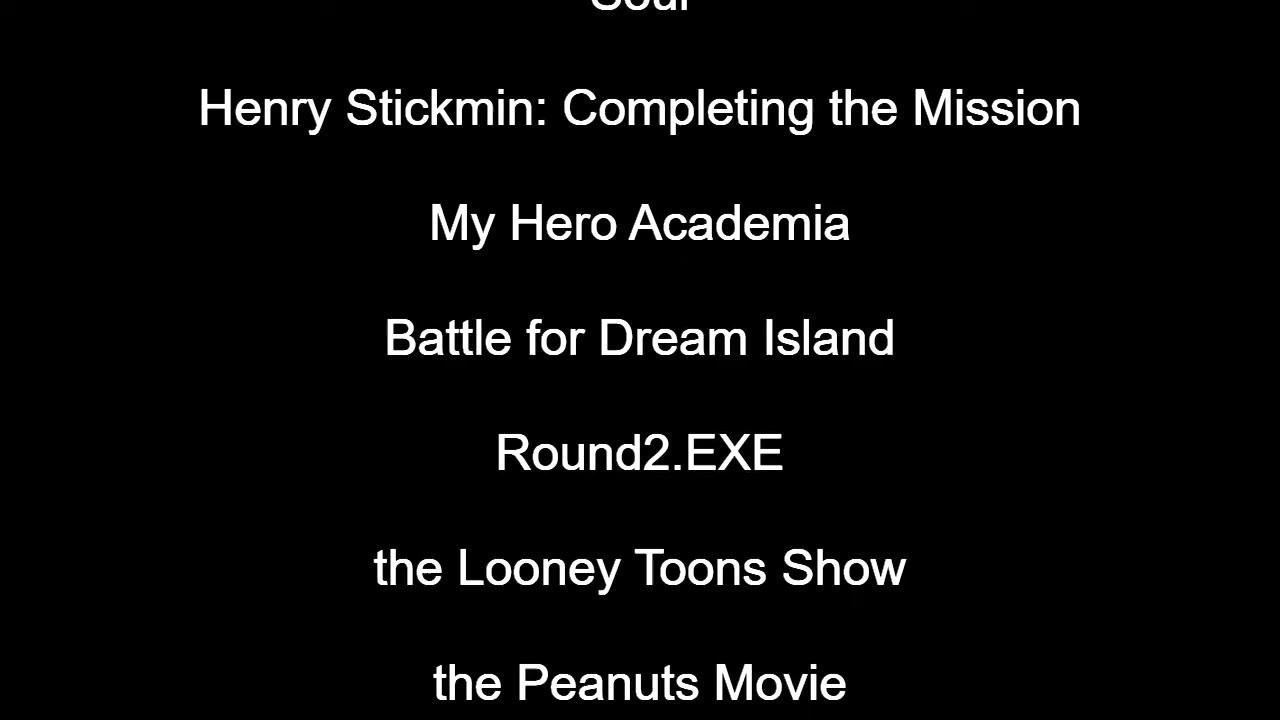 Soul
Henry Stickmin: Completing the Mission
My Hero Academia
Battle for Dream Island
Round2.EXE
the Looney Toons Show
the Peanuts Movie